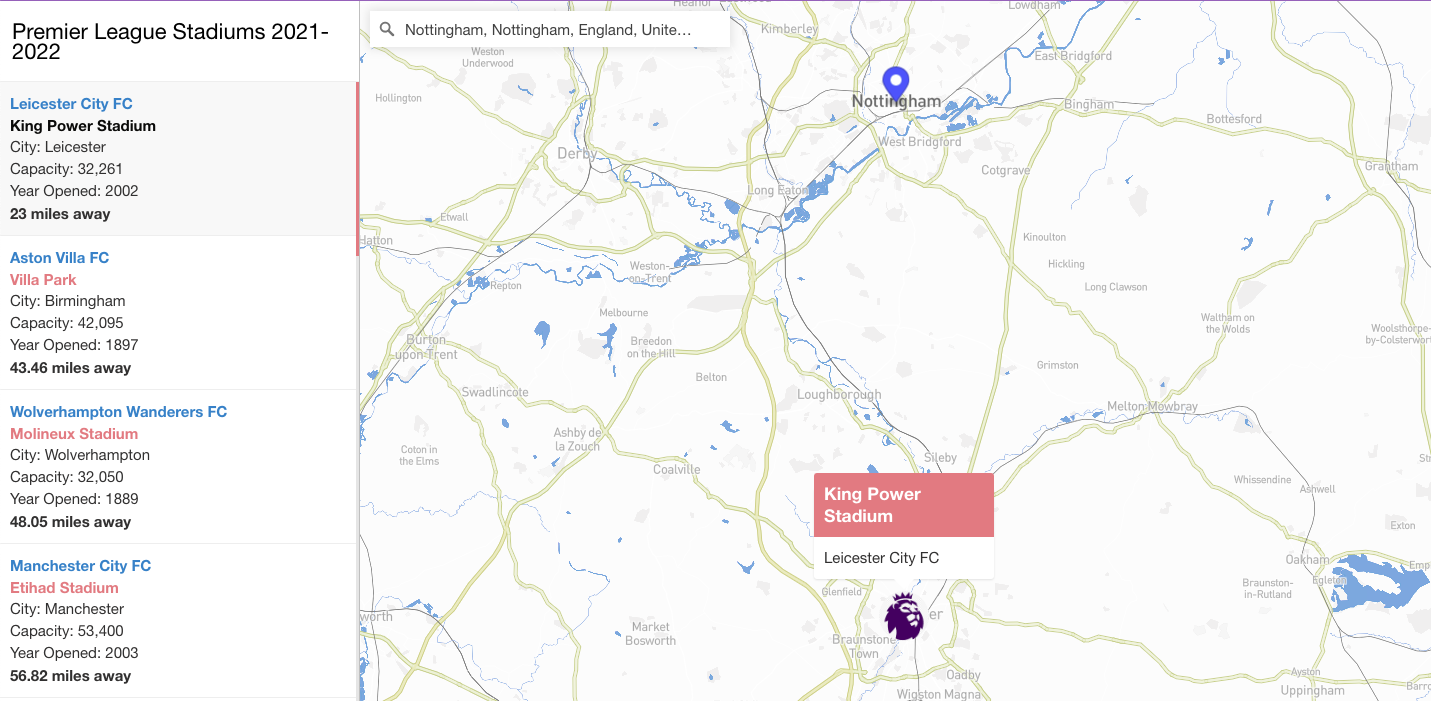 Premier League Stadiums 2021-
2022
Leicester City FC
King Power Stadium
City: Leicester
Capacity: 32,261
Year Opened: 2002
23 miles away
Aston Villa FC
Villa Park
City: Birmingham
Capacity: 42,095
Year Opened: 1897
43.46 miles away
Wolverhampton Wanderers FC
Molineux Stadium
City: Wolverhampton
Capacity: 32,050
Year Opened: 1889
48.05 miles away
Manchester City FC
Etihad Stadium
City: Manchester
Capacity: 53,400
Year Opened: 2003
56.82 miles away
Nottingham, Nottingham, England, Unite…
Heanor
Lowdham
Kimberley
Weston
Underwood
East Bridgford
Hollington
Nottingham
Bingham
Bottesford
Derby
West Bridgford
Cotgrave
Grantham
Long Eaton
Etwall
Kinoulton
Weston-
on-Trent
Hickling
Repton
Long Clawson
Melbourne
Waltham on
the Wolds
Woolsthorpe-
by-Colsterwort
Burton
upon Trent
Breedon
on the Hill
Grimston
Belton
Swadlincote
Loughborough
Melton Mowbray
Ashby de
la Zouch
Coton in
the Elms
Sileby
Coalville
Whissendine
Ashwell
King Power
Stadium
Leicester City FC
Exton
Oakham
Egleton
Braunston-
in-Rutland
Glenfield
worth
er
Market
Bosworth
Braunstone
Town
Oadby
Ayston
Uppingham
Wigston Magna